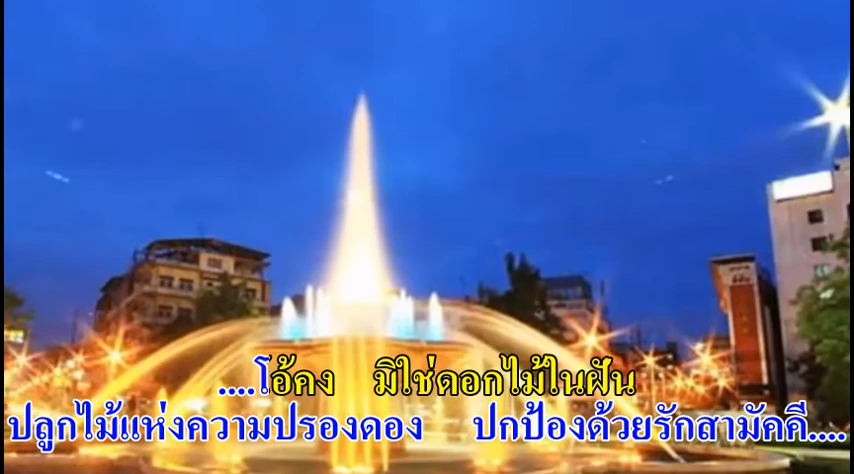 ....โอ้คง มิใช่ดอกไม้ในฝัน
ปลูกไม้แห่งความปรองดอง ปกป้องด้วยรักสามัคคี....